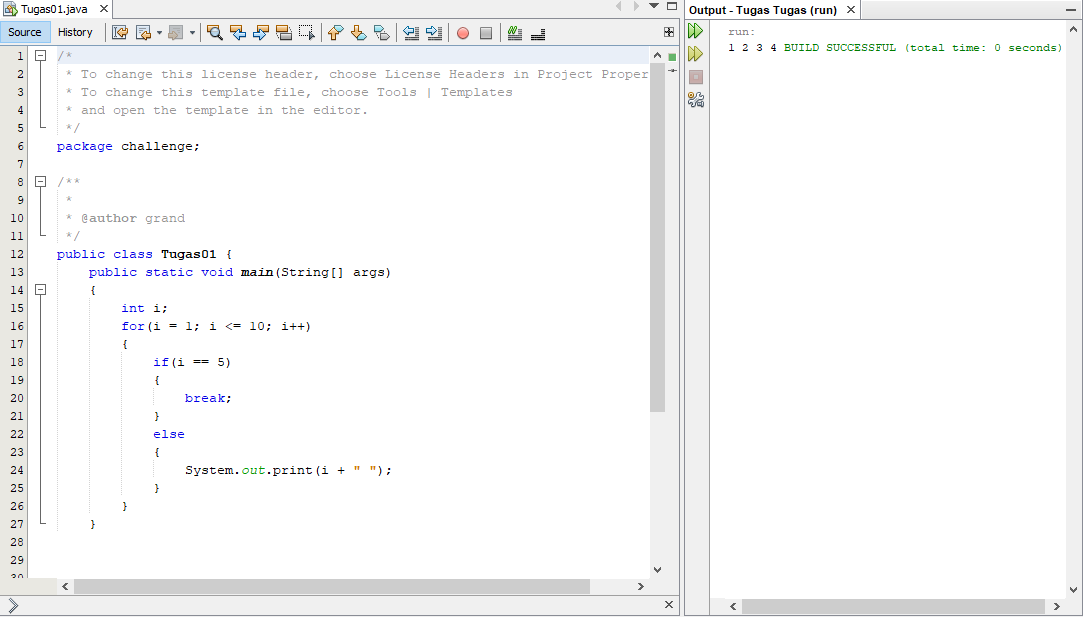 Tugas01.java
Source History
1 /*
2 * To change this license header, choose License Headers in Project Proper
3 * To change this template file, choose Tools | Templates
4 * and open the template in the editor.
5 */
6 package challenge;
7
8 /**
9 *
10 * @author grand
11 */
12 public class Tugas01 {
13 public static void main(String[] args)
14 {
15 int i;
16 for(i = 1; i <= 10; i++)
17 {
18 if(i == 5)
19 {
20 break;
21 }
22 else
23 {
24 System.out.print(i + " ");
25 }
26 }
27 }
28
29
30
Output - Tugas Tugas (run)
run:
1 2 3 4 BUILD SUCCESSFUL (total time: 0 seconds)